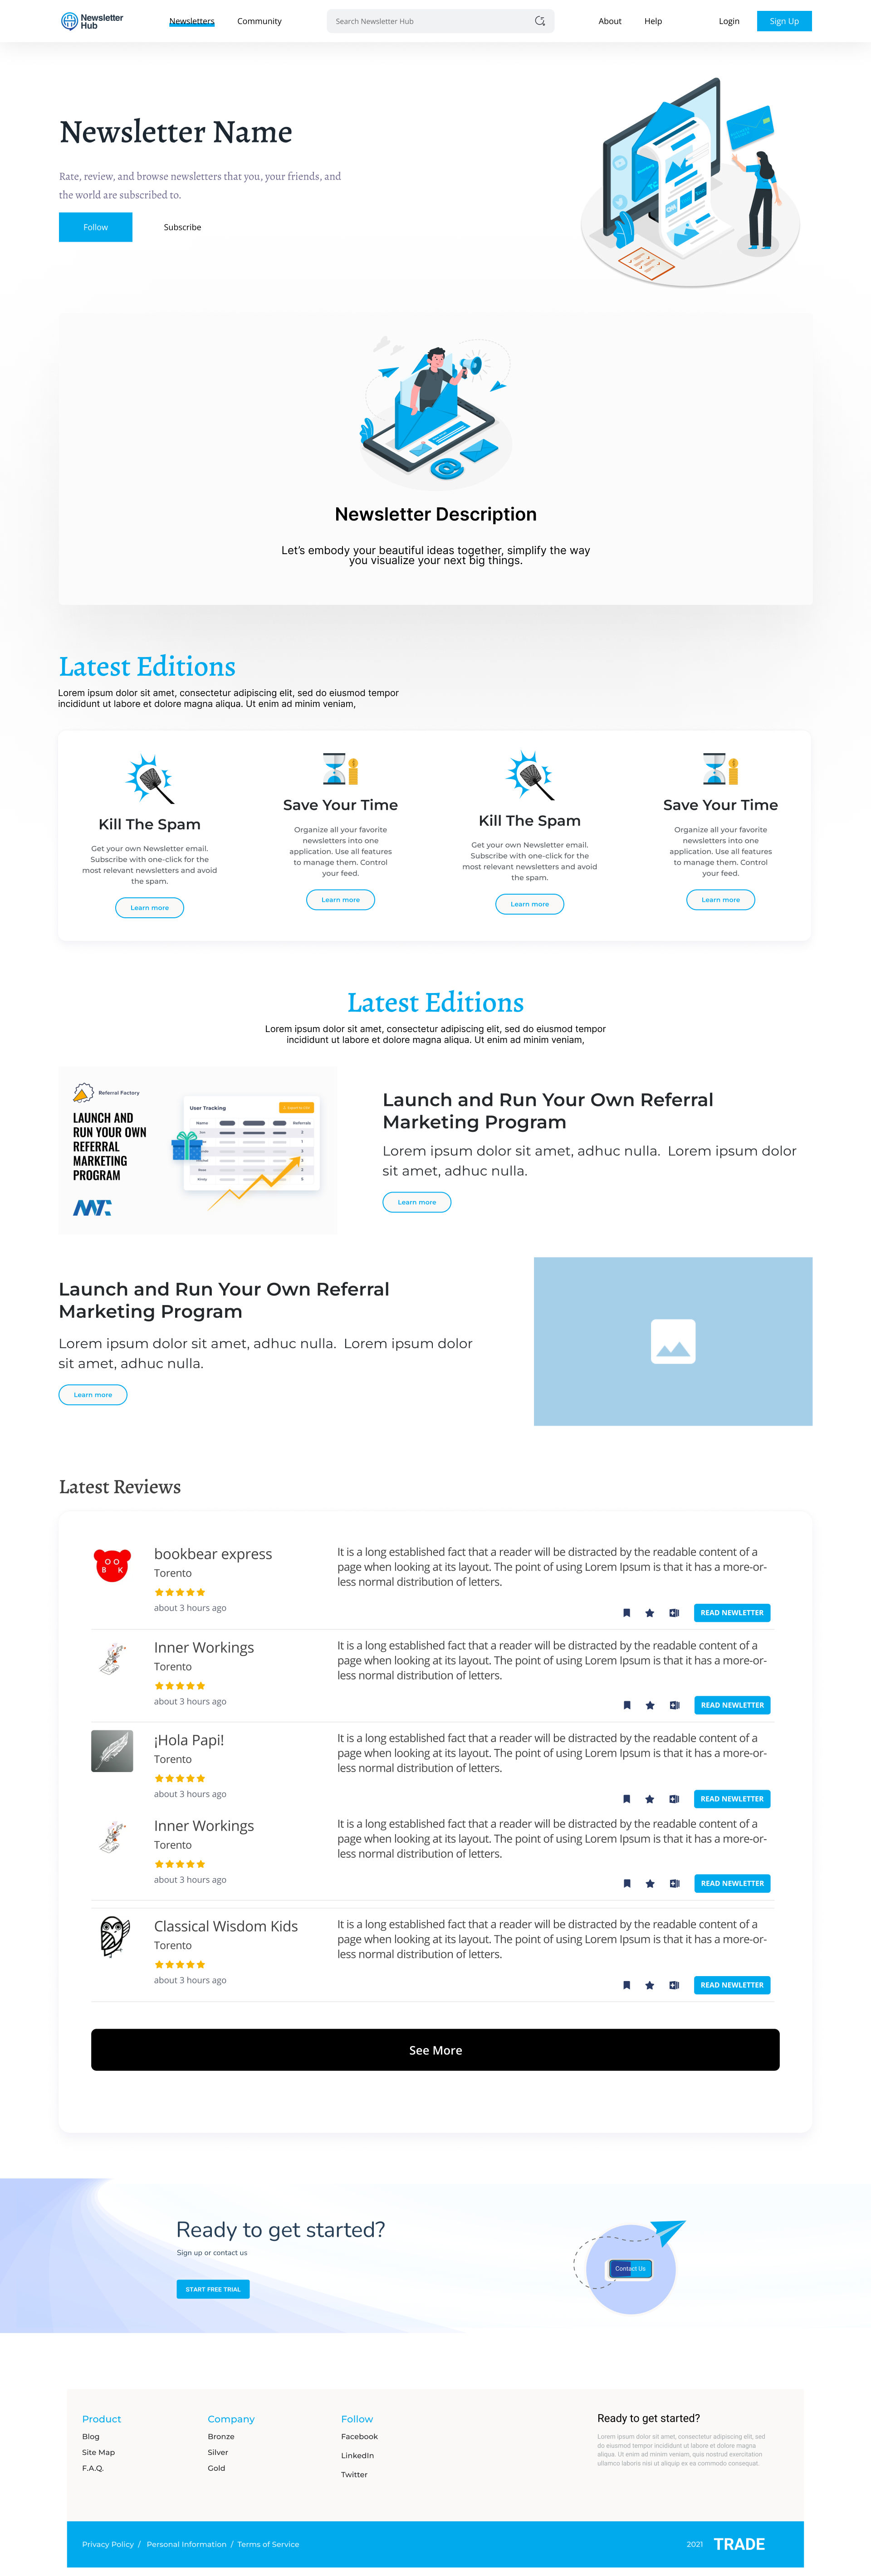 Newsletter
Hub
Newsletters
Community
Search Newsletter Hub
About
Help
Login
Sign Up
Newsletter Name
Rate, review, and browse newsletters that you, your friends, and
the world are subscribed to.
Follow
Subscribe
Newsletter Description
Let's embody your beautiful ideas together, simplify the way
you visualize your next big things.
Latest Editions
Lorem ipsum dolor sit amet, consectetur adipiscing elit, sed do eiusmod tempor
incididunt ut labore et dolore magna aliqua. Ut enim ad minim veniam,
Kill The Spam
Get your own Newsletter email.
Subscribe with one-click for the
most relevant newsletters and avoid
the spam.
Learn more
Save Your Time
Organize all your favorite
newsletters into one
application. Use all features
to manage them. Control
your feed.
Learn more
Kill The Spam
Get your own Newsletter email.
Subscribe with one-click for the
most relevant newsletters and avoid
the spam.
Learn more
Save Your Time
Organize all your favorite
newsletters into one
application. Use all features
to manage them. Control
your feed.
Learn more
Latest Editions
Lorem ipsum dolor sit amet, consectetur adipiscing elit, sed do eiusmod tempor
incididunt ut labore et dolore magna aliqua. Ut enim ad minim veniam,
Referral Factory
LAUNCH AND
RUN YOUR OWN
REFERRAL
MARKETING
PROGRAM
User Tracking
Name
Referrals
Launch and Run Your Own Referral
Marketing Program
Lorem ipsum dolor sit amet, adhuc nulla. Lorem ipsum dolor
sit amet, adhuc nulla.
Learn more
Launch and Run Your Own Referral
Marketing Program
Lorem ipsum dolor sit amet, adhuc nulla. Lorem ipsum dolor
sit amet, adhuc nulla.
Learn more
Latest Reviews
O O
B K
bookbear express
Torento
about 3 hours ago
It is a long established fact that a reader will be distracted by the readable content of a
page when looking at its layout. The point of using Lorem Ipsum is that it has a more-or-
less normal distribution of letters.
READ NEWLETTER
Inner Workings
Torento
about 3 hours ago
It is a long established fact that a reader will be distracted by the readable content of a
page when looking at its layout. The point of using Lorem Ipsum is that it has a more-or-
less normal distribution of letters.
READ NEWLETTER
¡Hola Papi!
Torento
about 3 hours ago
It is a long established fact that a reader will be distracted by the readable content of a
page when looking at its layout. The point of using Lorem Ipsum is that it has a more-or-
less normal distribution of letters.
READ NEWLETTER
Inner Workings
Torento
about 3 hours ago
It is a long established fact that a reader will be distracted by the readable content of a
page when looking at its layout. The point of using Lorem Ipsum is that it has a more-or-
less normal distribution of letters.
READ NEWLETTER
Classical Wisdom Kids
Torento
about 3 hours ago
It is a long established fact that a reader will be distracted by the readable content of a
page when looking at its layout. The point of using Lorem Ipsum is that it has a more-or-
less normal distribution of letters.
READ NEWLETTER
See More
Ready to get started?
Sign up or contact us
START FREE TRIAL
Contact Us
Product
Blog
Site Map
F.A.Q.
Company
Bronze
Silver
Gold
Follow
Facebook
LinkedIn
Twitter
Ready to get started?
Lorem ipsum dolor sit amet, consectetur adipiscing elit, sed
do eiusmod tempor incididunt ut labore et dolore magna
aliqua. Ut enim ad minim veniam, quis nostrud exercitation
ullamco laboris nisi ut aliquip ex ea commodo consequat.
Privacy Policy / Personal Information / Terms of Service
2021 TRADE